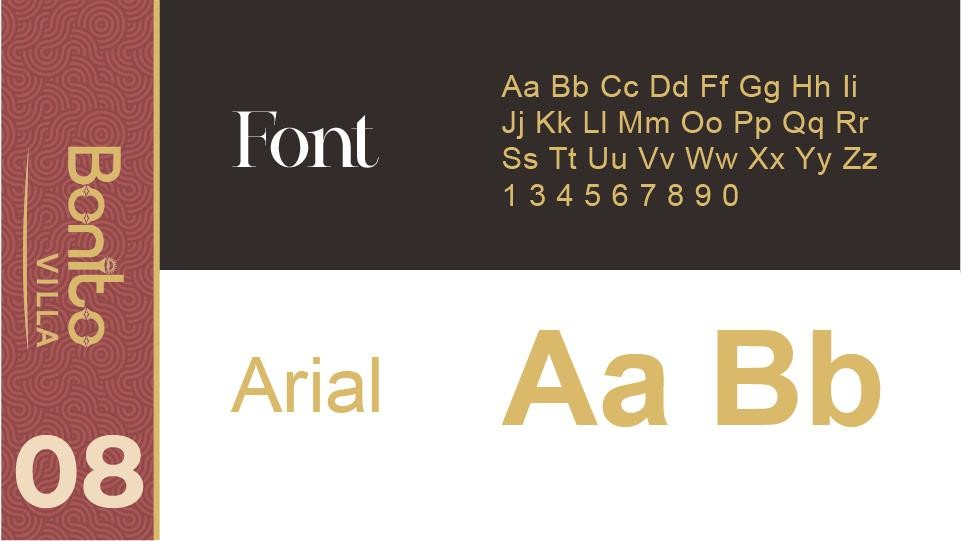 Bonito
VILLA
08
Font
Aa Bb Cc Dd Ff Gg Hh Ii
Jj Kk Ll Mm Oo Pp Qq Rr
Ss Tt Uu Vv Ww Xx Yy Zz
1 3 4 5 6 7 8 9 0
Arial
Aa Bb